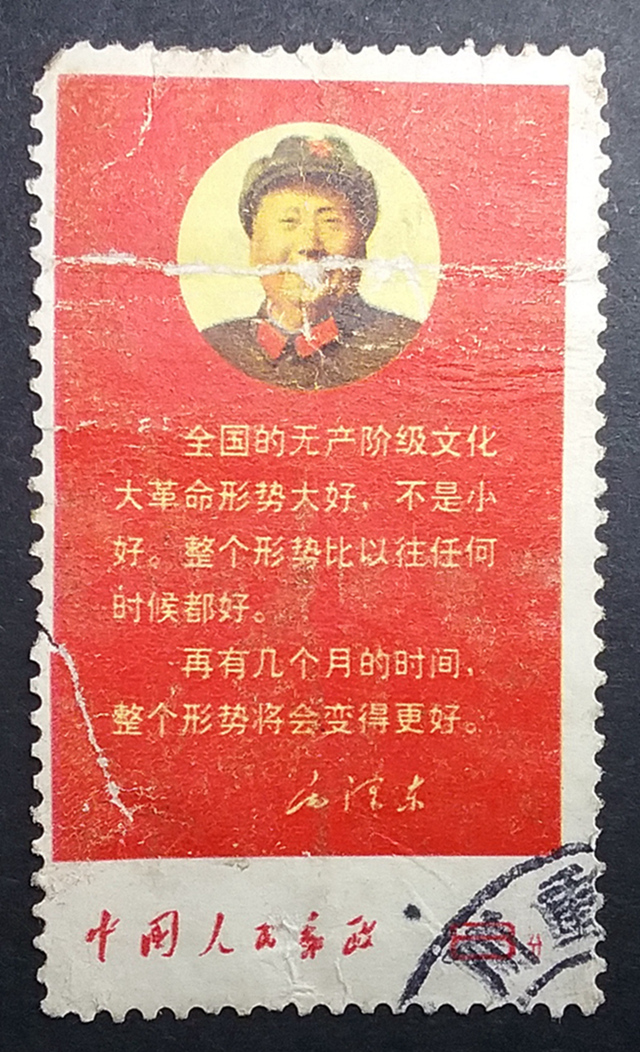 全国的无产阶级文化
大革命形势大好，不是小
好。整个形势比以往任何
时候都好。
再有几个月的时间，
整个形势将会变得更好。
毛泽东
中国人民邮政
8分
重